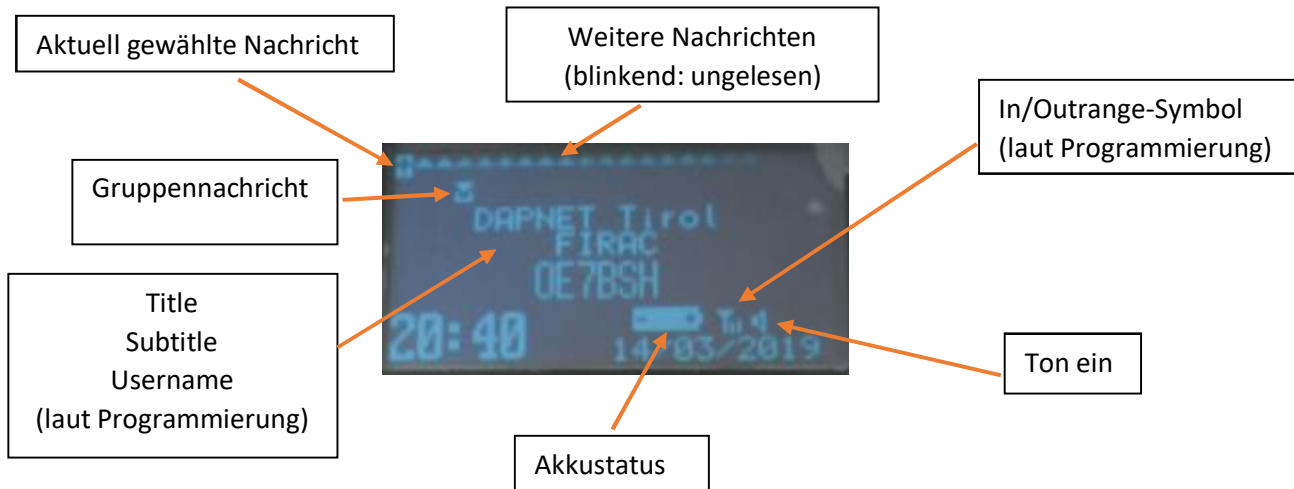 Aktuell gewählte Nachricht
Weitere Nachrichten
(blinkend: ungelesen)
In/Outrange-Symbol
(laut Programmierung)
Gruppennachricht
DAPNET Tirol
FIRAC
OE7BSH
20:40
14/03/2019
Title
Subtitle
Username
(laut Programmierung)
Ton ein
Akkustatus